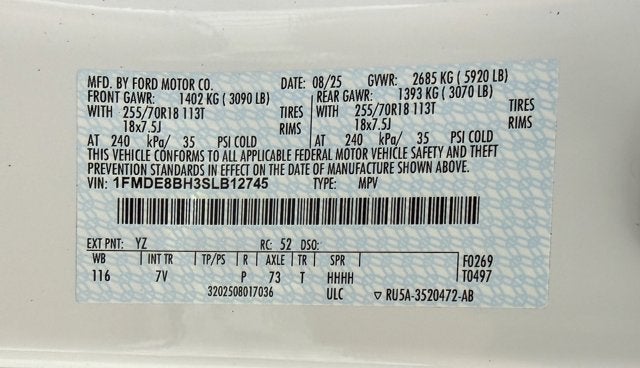 MFD. BY FORD MOTOR CO. DATE: 08/25 GVWR: 2685 KG ( 5920 LB)
FRONT GAWR: 1402 KG ( 3090 LB) REAR GAWR: 1393 KG ( 3070 LB)
WITH 255/70R18 113T TIRES WITH 255/70R18 113T TIRES
18x7.5J RIMS 18x7.5J RIMS
AT 240 kPa/ 35 PSI COLD AT 240 kPa/ 35 PSI COLD
THIS VEHICLE CONFORMS TO ALL APPLICABLE FEDERAL MOTOR VEHICLE SAFETY AND THEFT
PREVENTION STANDARDS IN EFFECT ON THE DATE OF MANUFACTURE SHOWN ABOVE.
VIN: 1FMDE8BH3SLB12745 TYPE: MPV
EXT PNT: YZ RC: 52 DSO:
WB INT TR TP/PS R AXLE TR SPR F0269
116 7V P 73 T HHHH T0497
3202508017036 ULC ▽ RU5A-3520472-AB